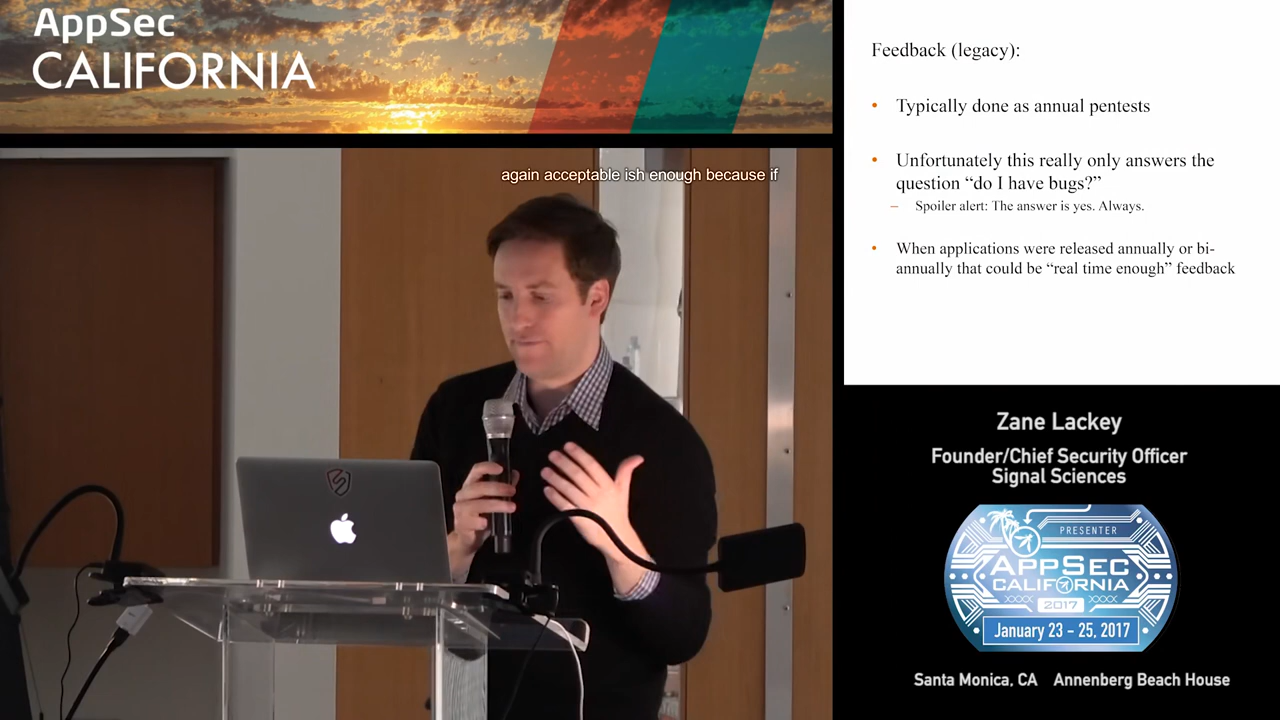 AppSec
CALIFORNIA
again acceptable ish enough because if
Feedback (legacy):
• Typically done as annual pentests
• Unfortunately this really only answers the
question “do I have bugs?”
– Spoiler alert: The answer is yes. Always.
• When applications were released annually or bi-
annually that could be “real time enough” feedback
Zane Lackey
Founder/Chief Security Officer
Signal Sciences
PRESENTER
APPSEC
CALIFORNIA
2017
January 23 - 25, 2017
Santa Monica, CA Annenberg Beach House